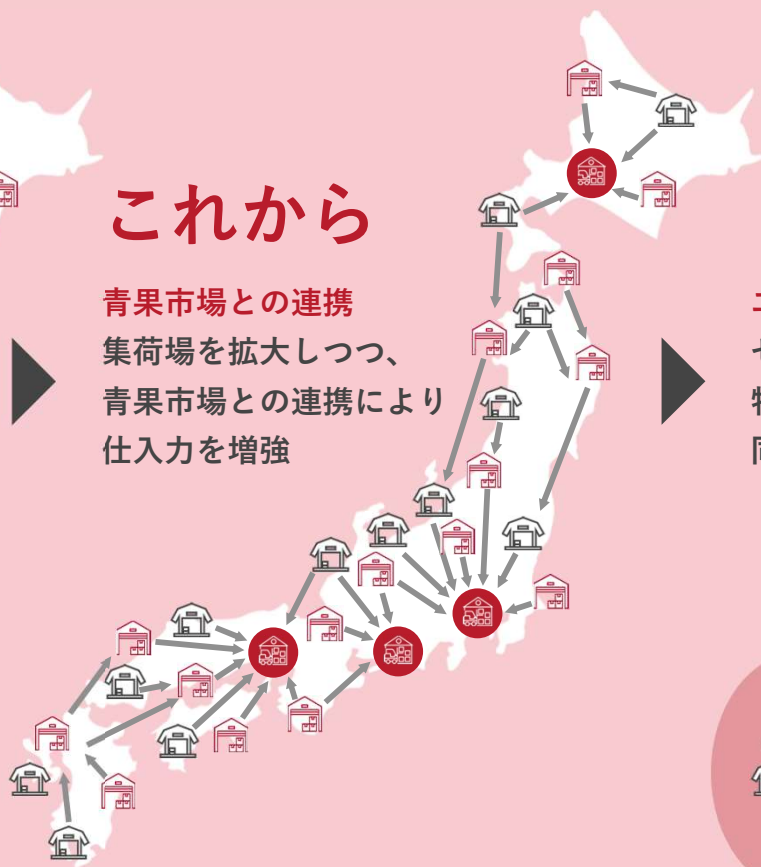 これから
青果市場との連携
集荷場を拡大しつつ、
青果市場との連携により
仕入力を増強